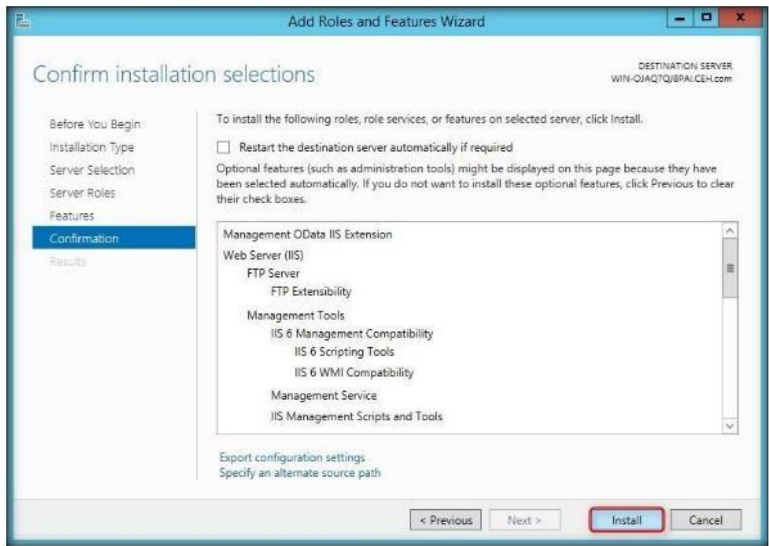 Add Roles and Features Wizard
Confirm installation selections
DESTINATION SERVER
WIN-OJAQ7QJ8PAI.CEH.com
Before You Begin
Installation Type
Server Selection
Server Roles
Features
Confirmation
Results
To install the following roles, role services, or features on selected server, click Install.
Restart the destination server automatically if required
Optional features (such as administration tools) might be displayed on this page because they have
been selected automatically. If you do not want to install these optional features, click Previous to clear
their check boxes.
Management OData IIS Extension
Web Server (IIS)
FTP Server
FTP Extensibility
Management Tools
IIS 6 Management Compatibility
IIS 6 Scripting Tools
IIS 6 WMI Compatibility
Management Service
IIS Management Scripts and Tools
Export configuration settings
Specify an alternate source path
< Previous
Next >
Install
Cancel